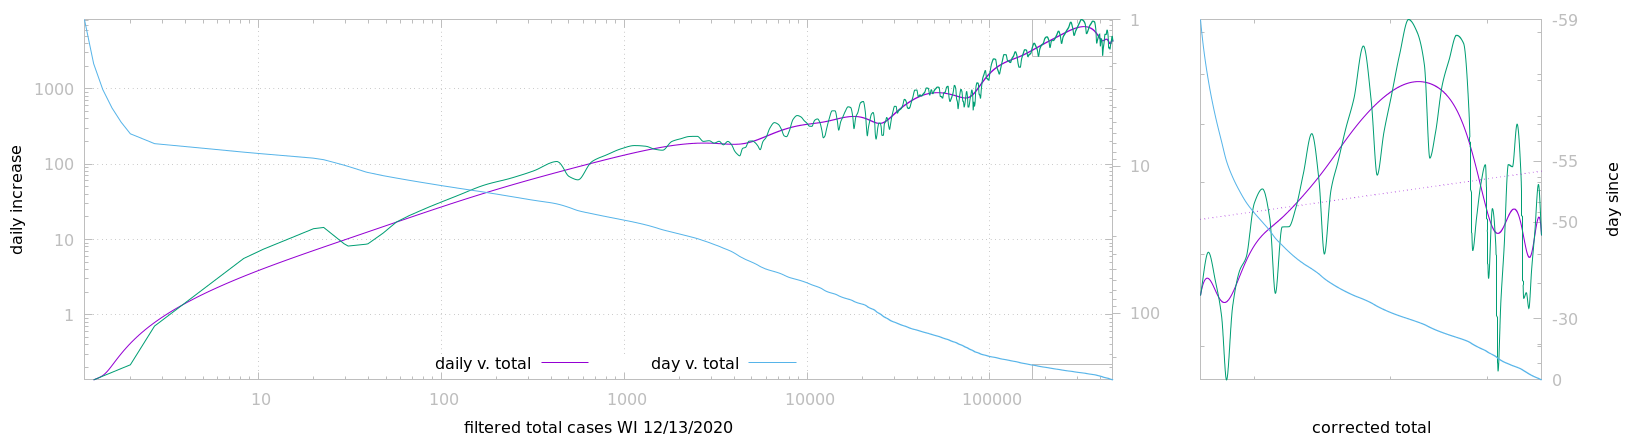 daily increase
1000
100
10
1
daily v. total
day v. total
1
10
100
10
100
1000
10000
100000
filtered total cases WI 12/13/2020
-59
-55
-50
-30
0
day since
corrected total